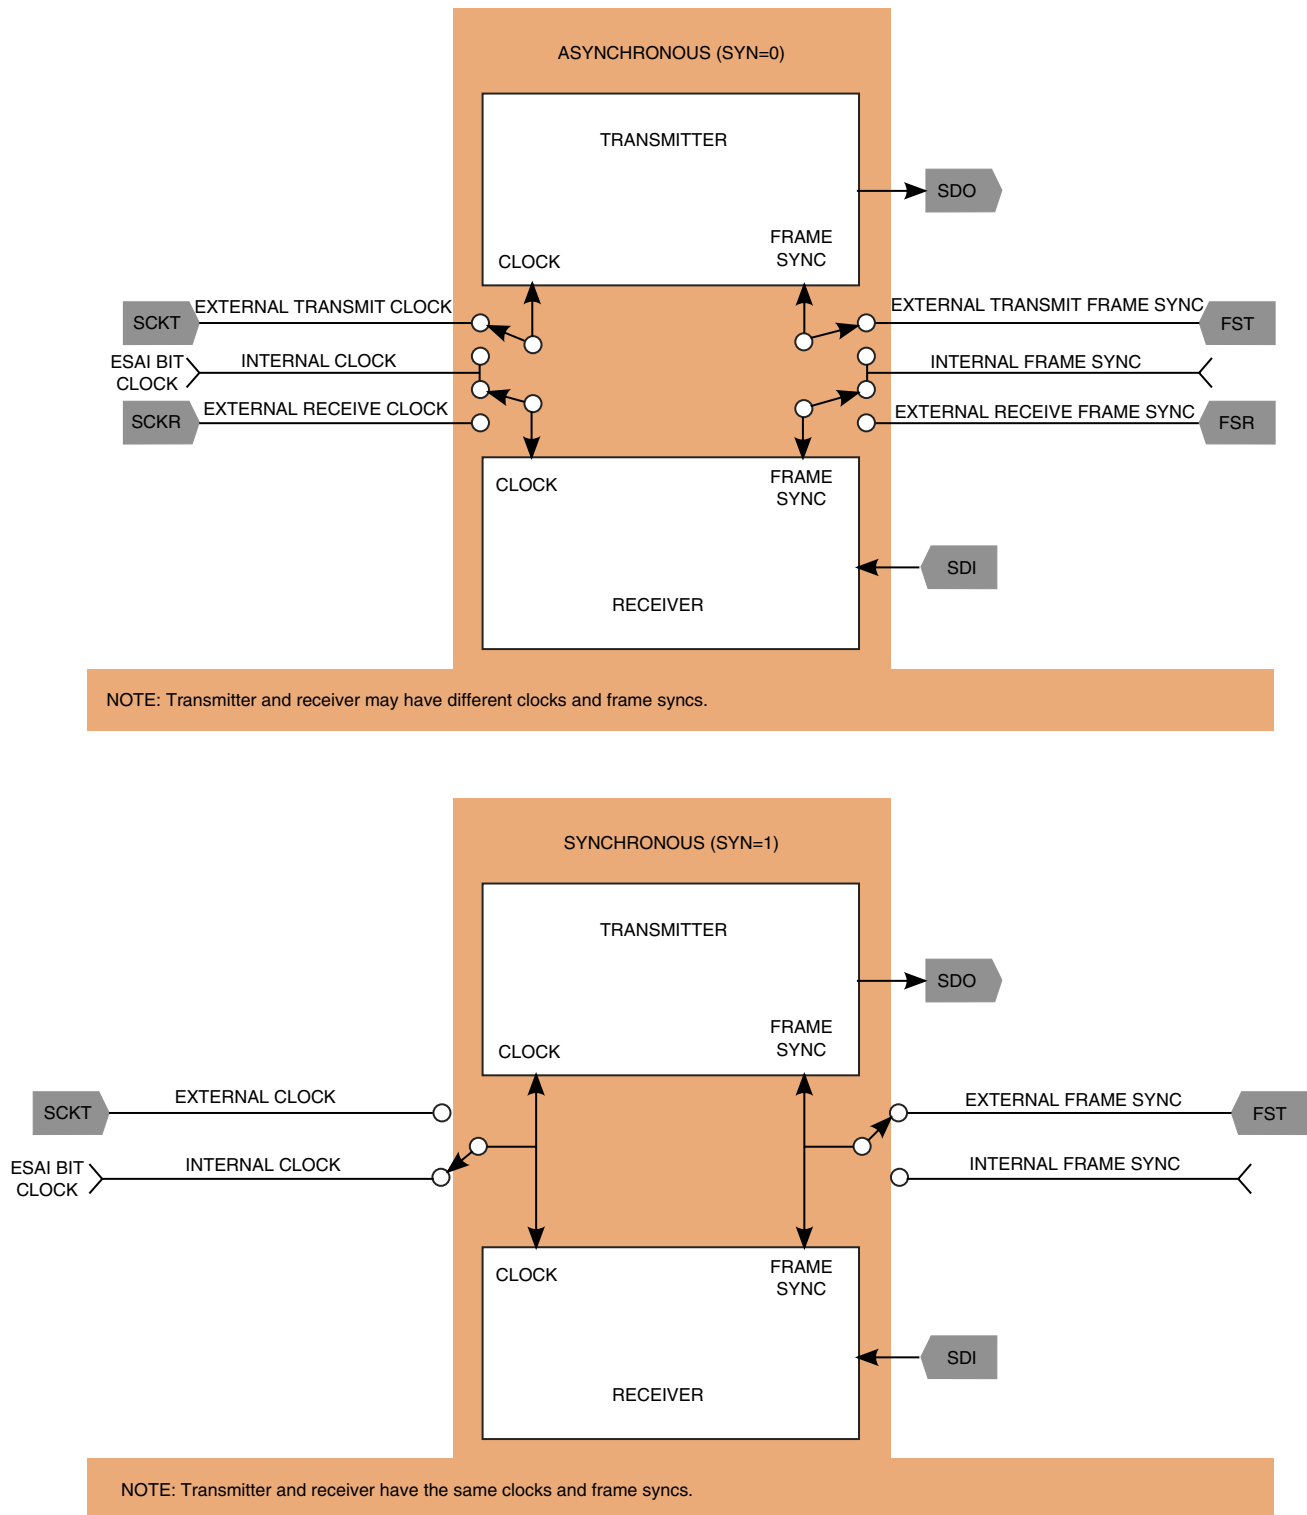 ASYNCHRONOUS (SYN=0)
TRANSMITTER
SDO
FRAME
SYNC
CLOCK
SCKT
EXTERNAL TRANSMIT CLOCK
EXTERNAL TRANSMIT FRAME SYNC
FST
ESAI BIT
CLOCK
INTERNAL CLOCK
INTERNAL FRAME SYNC
SCKR
EXTERNAL RECEIVE CLOCK
EXTERNAL RECEIVE FRAME SYNC
FSR
CLOCK
FRAME
SYNC
SDI
RECEIVER
NOTE: Transmitter and receiver may have different clocks and frame syncs.
SYNCHRONOUS (SYN=1)
TRANSMITTER
SDO
FRAME
SYNC
CLOCK
SCKT
EXTERNAL CLOCK
EXTERNAL FRAME SYNC
FST
ESAI BIT
CLOCK
INTERNAL CLOCK
INTERNAL FRAME SYNC
CLOCK
FRAME
SYNC
SDI
RECEIVER
NOTE: Transmitter and receiver have the same clocks and frame syncs.